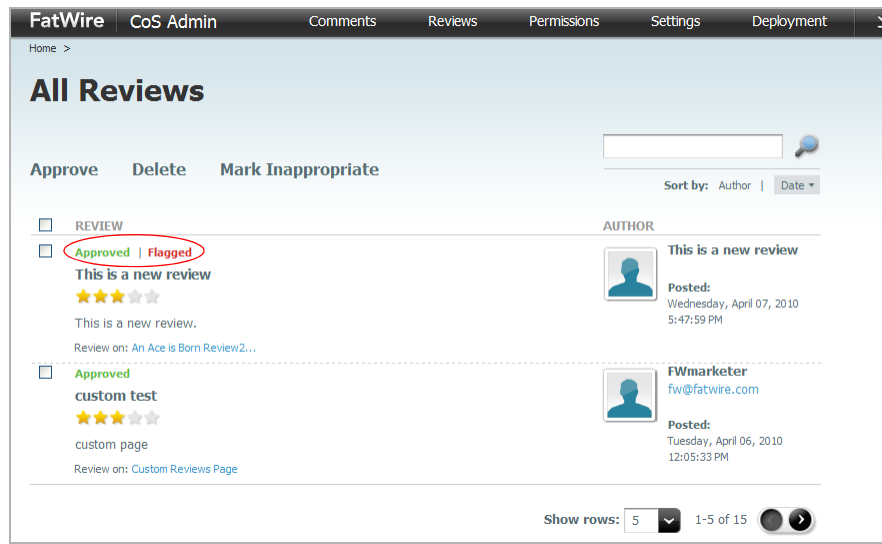 FatWire CoS Admin Comments Reviews Permissions Settings Deployment
Home >
All Reviews
Approve Delete Mark Inappropriate
Sort by: Author | Date
REVIEW AUTHOR
Approved | Flagged
This is a new review
This is a new review.
Review on: An Ace is Born Review2...
This is a new review
Posted:
Wednesday, April 07, 2010
5:47:59 PM
Approved
custom test
custom page
Review on: Custom Reviews Page
FWmarketer
fw@fatwire.com
Posted:
Tuesday, April 06, 2010
12:05:33 PM
Show rows: 5 1-5 of 15